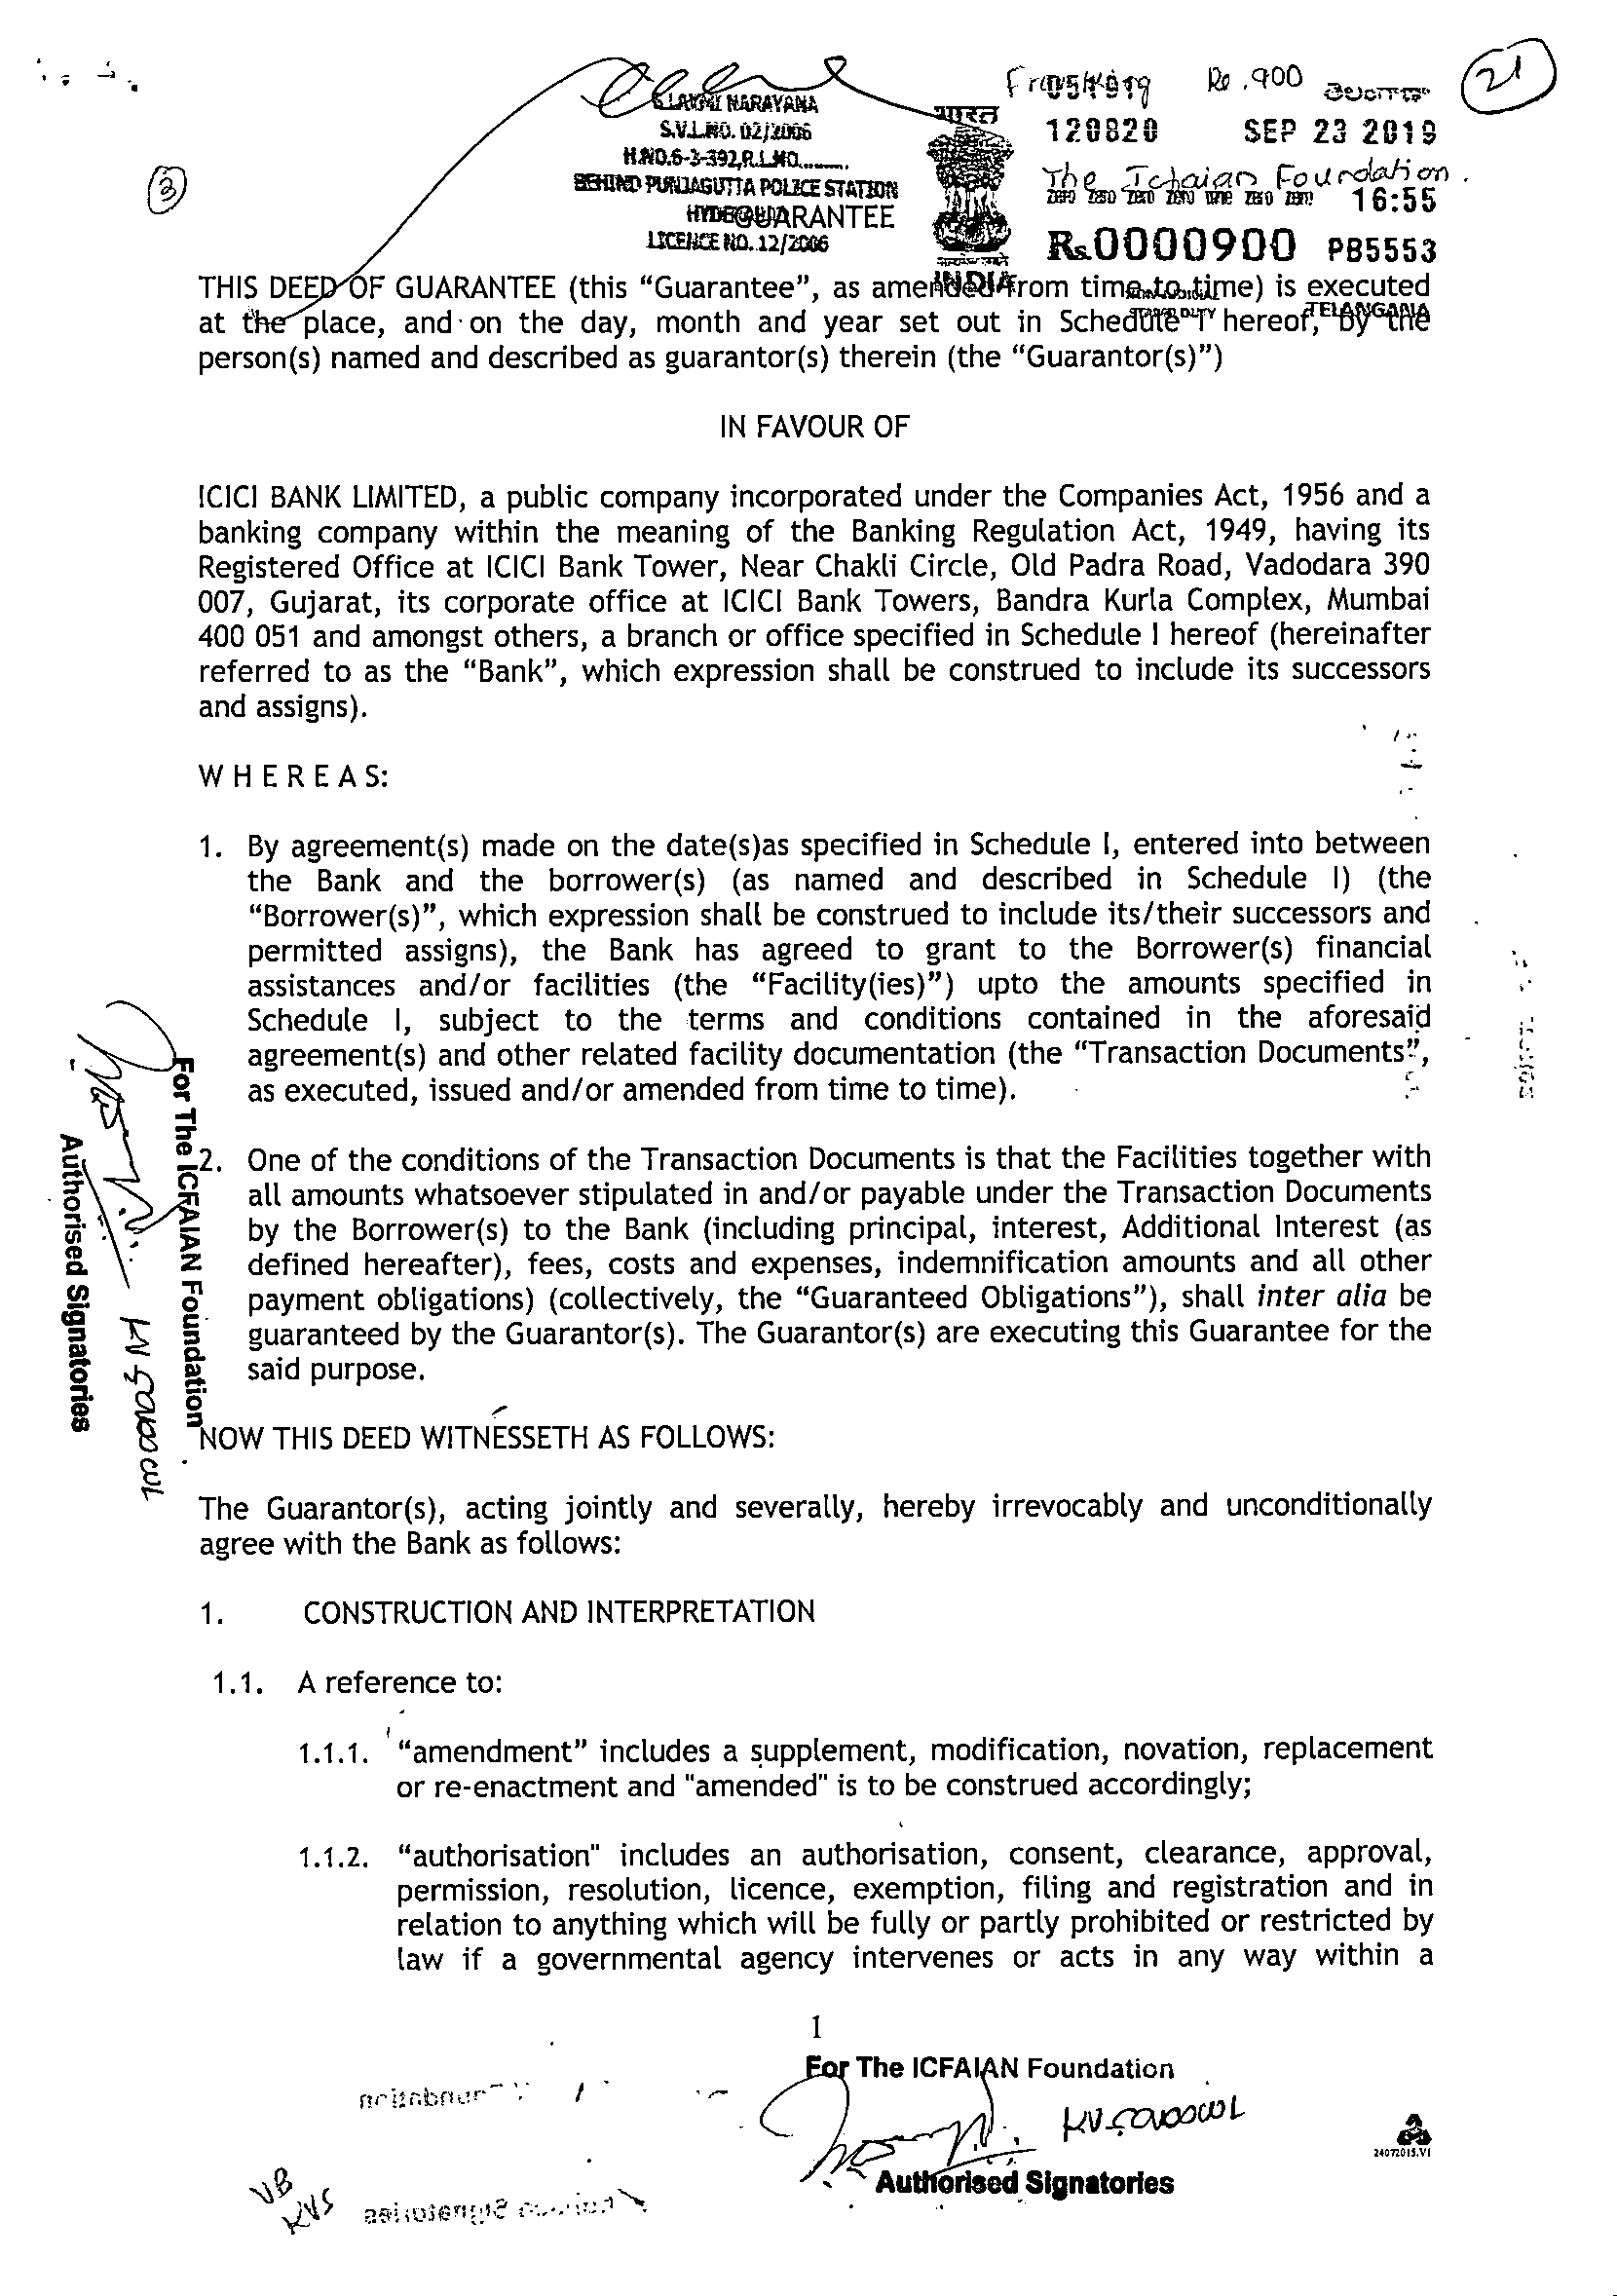 21
Rs.900
తెలంగాణ
S.LAXMI NARAYANA
S.V.L.NO. 02/2006
H.NO.6-3-392,R.L.NO........
BEHIND PUNJAGUTTA POLICE STATION
LICENCE NO. 12/2006
भारत
INDIA
120820 SEP 23 2019
The Icfaian Foundation.
ZERO ZERO ZERO ZERO NINE ZERO ZERO 16:55
Rs.0000900 PB5553
STAMP DUTY TELANGANA
3
GUARANTEE
THIS DEED OF GUARANTEE (this “Guarantee”, as amended from time to time) is executed
at the place, and on the day, month and year set out in Schedule I hereof, by the
person(s) named and described as guarantor(s) therein (the “Guarantor(s)”)
IN FAVOUR OF
ICICI BANK LIMITED, a public company incorporated under the Companies Act, 1956 and a
banking company within the meaning of the Banking Regulation Act, 1949, having its
Registered Office at ICICI Bank Tower, Near Chakli Circle, Old Padra Road, Vadodara 390
007, Gujarat, its corporate office at ICICI Bank Towers, Bandra Kurla Complex, Mumbai
400 051 and amongst others, a branch or office specified in Schedule I hereof (hereinafter
referred to as the “Bank”, which expression shall be construed to include its successors
and assigns).
W H E R E A S:
1. By agreement(s) made on the date(s)as specified in Schedule I, entered into between
the Bank and the borrower(s) (as named and described in Schedule I) (the
“Borrower(s)”, which expression shall be construed to include its/their successors and
permitted assigns), the Bank has agreed to grant to the Borrower(s) financial
assistances and/or facilities (the “Facility(ies)”) upto the amounts specified in
Schedule I, subject to the terms and conditions contained in the aforesaid
agreement(s) and other related facility documentation (the “Transaction Documents”,
as executed, issued and/or amended from time to time).
2. One of the conditions of the Transaction Documents is that the Facilities together with
all amounts whatsoever stipulated in and/or payable under the Transaction Documents
by the Borrower(s) to the Bank (including principal, interest, Additional Interest (as
defined hereafter), fees, costs and expenses, indemnification amounts and all other
payment obligations) (collectively, the “Guaranteed Obligations”), shall inter alia be
guaranteed by the Guarantor(s). The Guarantor(s) are executing this Guarantee for the
said purpose.
For The ICFAIAN Foundation
Authorised Signatories
NOW THIS DEED WITNESSETH AS FOLLOWS:
The Guarantor(s), acting jointly and severally, hereby irrevocably and unconditionally
agree with the Bank as follows:
1. CONSTRUCTION AND INTERPRETATION
1.1. A reference to:
1.1.1. “amendment” includes a supplement, modification, novation, replacement
or re-enactment and "amended" is to be construed accordingly;
1.1.2. “authorisation" includes an authorisation, consent, clearance, approval,
permission, resolution, licence, exemption, filing and registration and in
relation to anything which will be fully or partly prohibited or restricted by
law if a governmental agency intervenes or acts in any way within a
1
For The ICFAIAN Foundation
Authorised Signatories
24072015.V1
VB
KVS